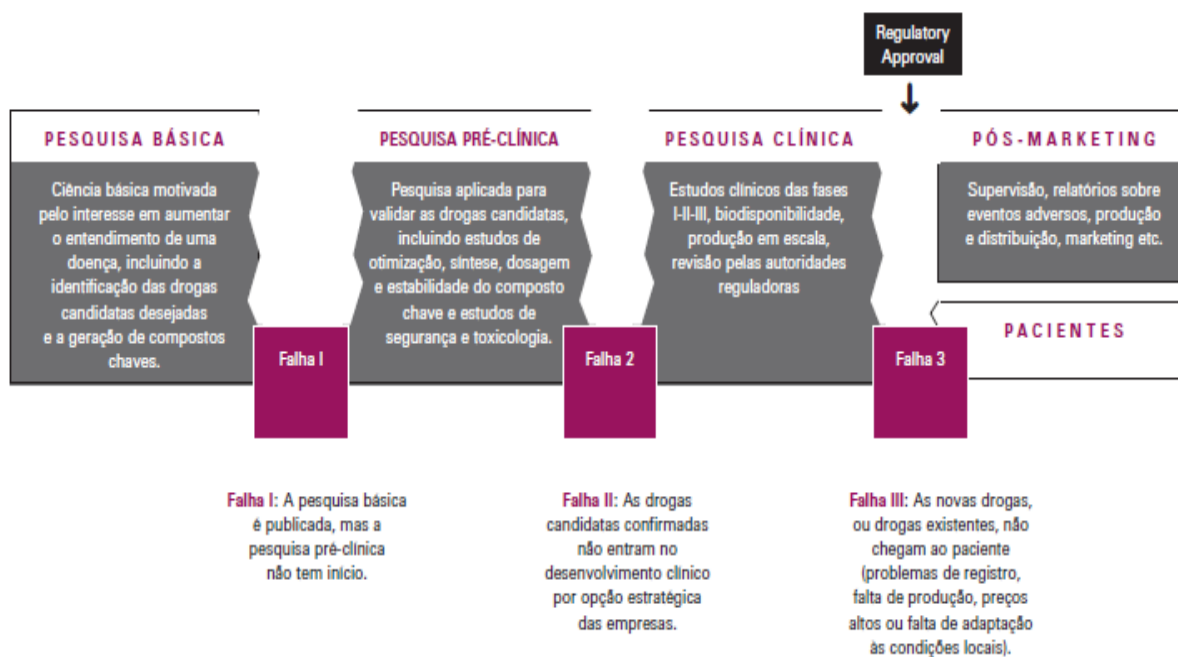 Regulatory
Approval
PESQUISA BÁSICA
Ciência básica motivada
pelo interesse em aumentar
o entendimento de uma
doença, incluindo a
identificação das drogas
candidatas desejadas
e a geração de compostos
chaves.
PESQUISA PRÉ-CLÍNICA
Pesquisa aplicada para
validar as drogas candidatas,
incluindo estudos de
otimização, síntese, dosagem
e estabilidade do composto
chave e estudos de
segurança e toxicologia.
PESQUISA CLÍNICA
Estudos clínicos das fases
I-II-III, biodisponibilidade,
produção em escala,
revisão pelas autoridades
reguladoras
PÓS-MARKETING
Supervisão, relatórios sobre
eventos adversos, produção
e distribuição, marketing etc.
PACIENTES
Falha I
Falha 2
Falha 3
Falha I: A pesquisa básica
é publicada, mas a
pesquisa pré-clínica
não tem início.
Falha II: As drogas
candidatas confirmadas
não entram no
desenvolvimento clínico
por opção estratégica
das empresas.
Falha III: As novas drogas,
ou drogas existentes, não
chegam ao paciente
(problemas de registro,
falta de produção, preços
altos ou falta de adaptação
às condições locais).